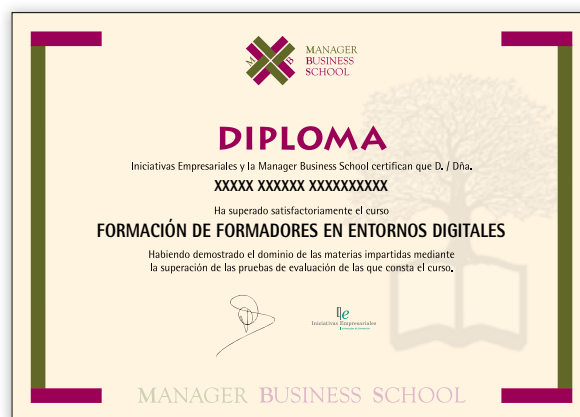 M B
MANAGER
BUSINESS
SCHOOL
DIPLOMA
Iniciativas Empresariales y la Manager Business School certifican que D. / Dña.
XXXXX XXXXXX XXXXXXXXXX
Ha superado satisfactoriamente el curso
FORMACIÓN DE FORMADORES EN ENTORNOS DIGITALES
Habiendo demostrado el dominio de las materias impartidas mediante
la superación de las pruebas de evaluación de las que consta el curso.
Ie
Iniciativas Empresariales
MANAGER BUSINESS SCHOOL